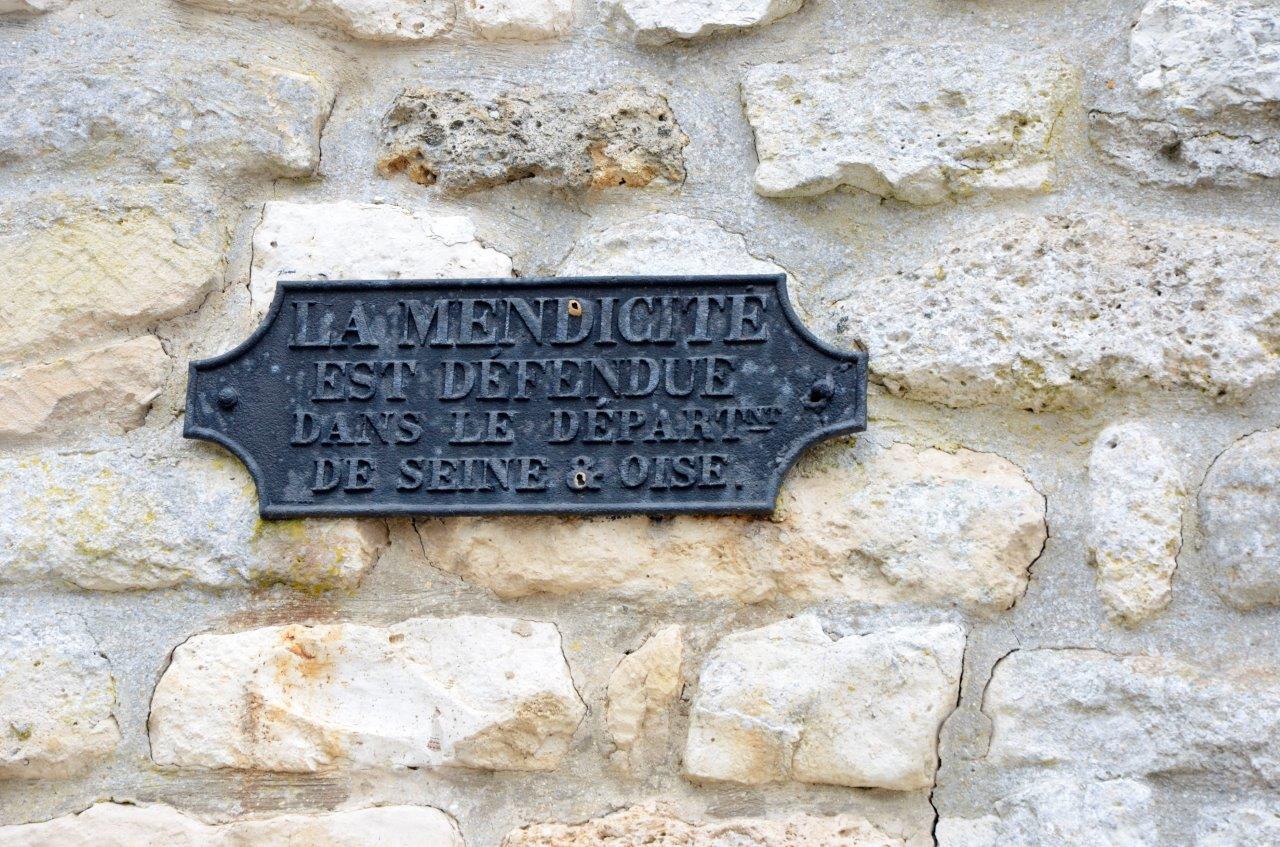 LA MENDICITÉ
EST DÉFENDUE
DANS LE DÉPARTNT
DE SEINE & OISE.